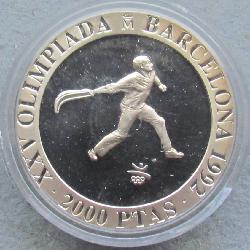 XXV OLIMPIADA M BARCELONA 1992
· 2000 PTAS ·